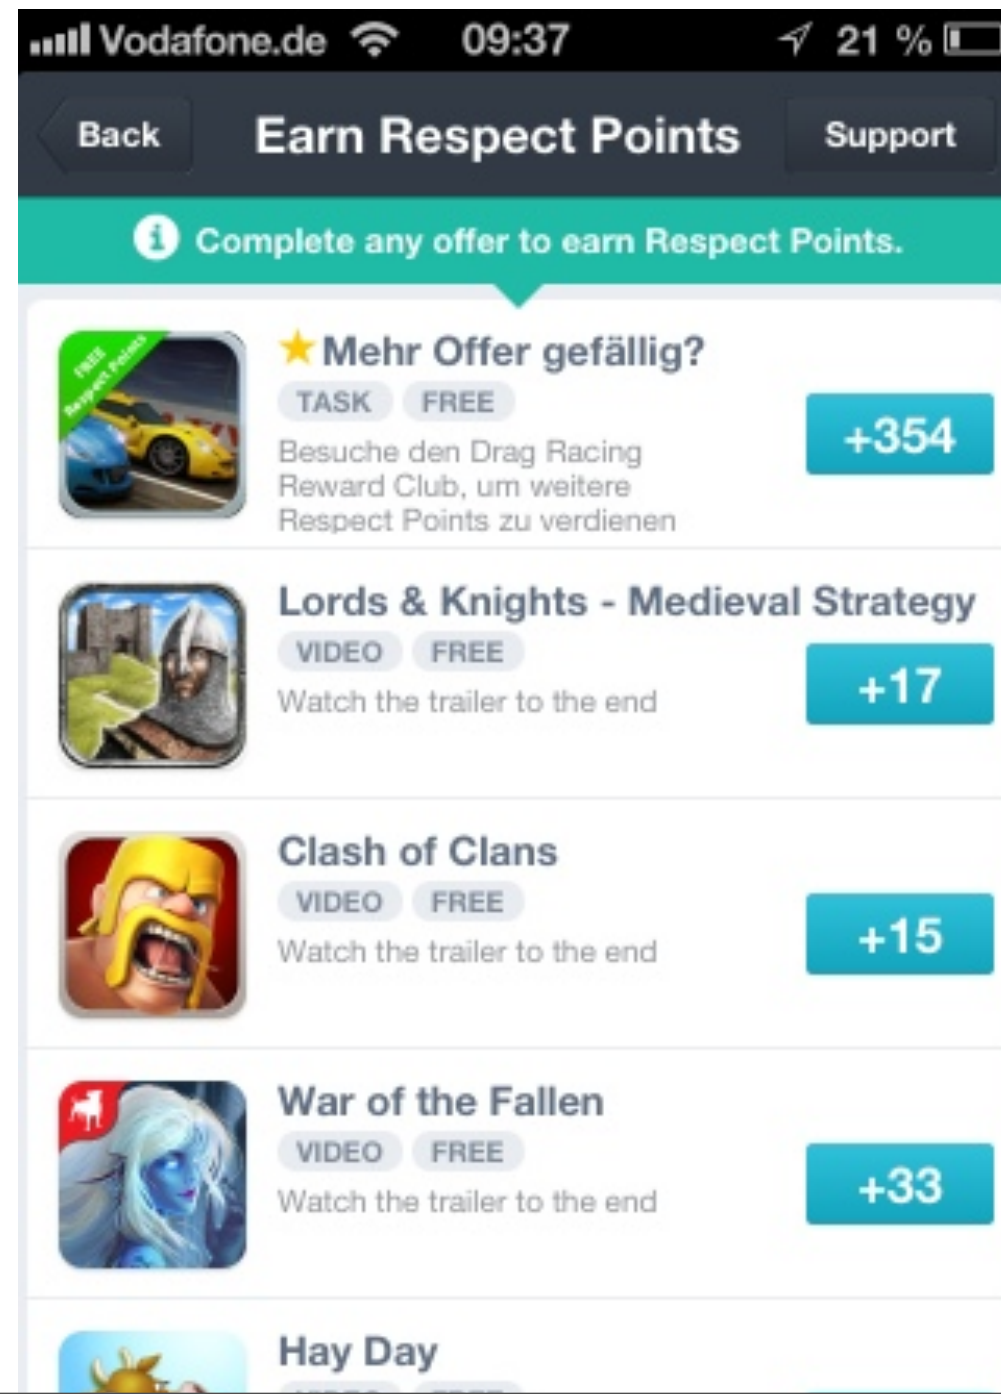 Vodafone.de 09:37 21 %
Back Earn Respect Points Support
Complete any offer to earn Respect Points.
FREE
Respect Points
Mehr Offer gefällig?
TASK FREE
+354
Besuche den Drag Racing
Reward Club, um weitere
Respect Points zu verdienen
Lords & Knights - Medieval Strategy
VIDEO FREE
+17
Watch the trailer to the end
Clash of Clans
VIDEO FREE
+15
Watch the trailer to the end
War of the Fallen
VIDEO FREE
+33
Watch the trailer to the end
Hay Day